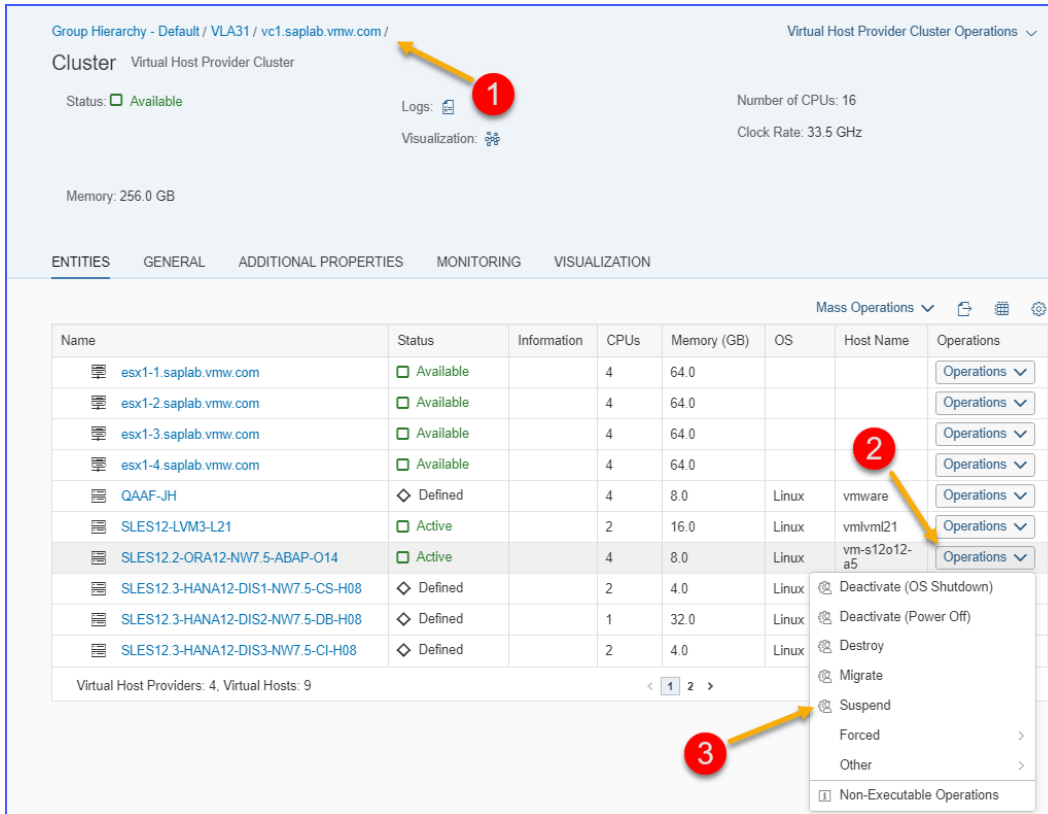 Group Hierarchy - Default / VLA31 / vc1.saplab.vmw.com /
Virtual Host Provider Cluster Operations
Cluster Virtual Host Provider Cluster
1
Status: Available
Logs:
Number of CPUs: 16
Visualization:
Clock Rate: 33.5 GHz
Memory: 256.0 GB
ENTITIES GENERAL ADDITIONAL PROPERTIES MONITORING VISUALIZATION
Mass Operations
Name Status Information CPUs Memory (GB) OS Host Name Operations
esx1-1.saplab.vmw.com Available 4 64.0 Operations
esx1-2.saplab.vmw.com Available 4 64.0 Operations
esx1-3.saplab.vmw.com Available 4 64.0 Operations
esx1-4.saplab.vmw.com Available 4 64.0 Operations
2
QAAF-JH Defined 4 8.0 Linux vmware Operations
SLES12-LVM3-L21 Active 2 16.0 Linux vmlvml21 Operations
SLES12.2-ORA12-NW7.5-ABAP-O14 Active 4 8.0 Linux vm-s12o12-a5 Operations
SLES12.3-HANA12-DIS1-NW7.5-CS-H08 Defined 2 4.0 Linux
SLES12.3-HANA12-DIS2-NW7.5-DB-H08 Defined 1 32.0 Linux
SLES12.3-HANA12-DIS3-NW7.5-CI-H08 Defined 2 4.0 Linux
Virtual Host Providers: 4, Virtual Hosts: 9
1 2
Deactivate (OS Shutdown)
Deactivate (Power Off)
Destroy
Migrate
Suspend
3
Forced
Other
Non-Executable Operations